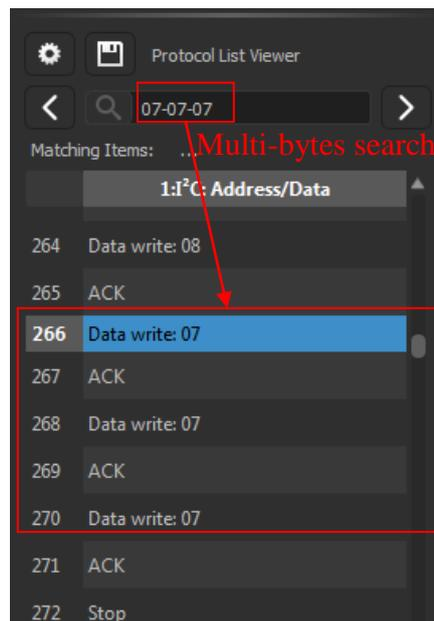 Protocol List Viewer
07-07-07
Matching Items: ... Multi-bytes search
1:I²C: Address/Data
264 Data write: 08
265 ACK
266 Data write: 07
267 ACK
268 Data write: 07
269 ACK
270 Data write: 07
271 ACK
272 Stop